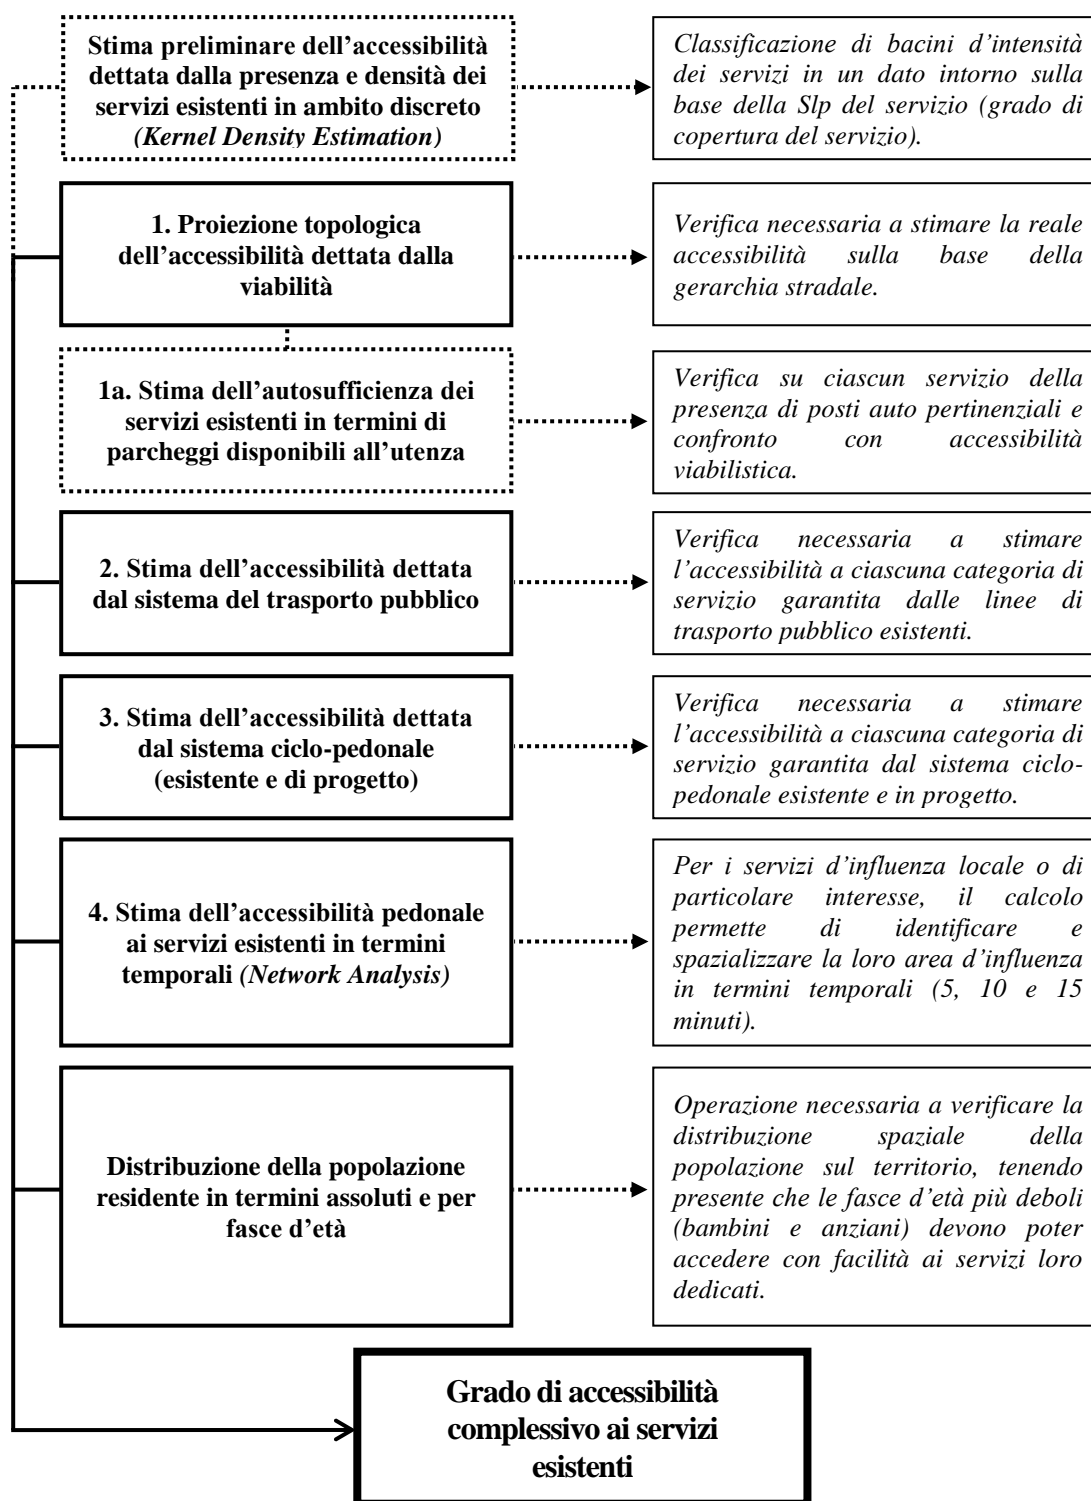 Stima preliminare dell’accessibilità
dettata dalla presenza e densità dei
servizi esistenti in ambito discreto
(Kernel Density Estimation)
Classificazione di bacini d’intensità
dei servizi in un dato intorno sulla
base della Slp del servizio (grado di
copertura del servizio).
1. Proiezione topologica
dell’accessibilità dettata dalla
viabilità
Verifica necessaria a stimare la reale
accessibilità sulla base della
gerarchia stradale.
1a. Stima dell’autosufficienza dei
servizi esistenti in termini di
parcheggi disponibili all’utenza
Verifica su ciascun servizio della
presenza di posti auto pertinenziali e
confronto con accessibilità
viabilistica.
2. Stima dell’accessibilità dettata
dal sistema del trasporto pubblico
Verifica necessaria a stimare
l’accessibilità a ciascuna categoria di
servizio garantita dalle linee di
trasporto pubblico esistenti.
3. Stima dell’accessibilità dettata
dal sistema ciclo-pedonale
(esistente e di progetto)
Verifica necessaria a stimare
l’accessibilità a ciascuna categoria di
servizio garantita dal sistema ciclo-
pedonale esistente e in progetto.
4. Stima dell’accessibilità pedonale
ai servizi esistenti in termini
temporali (Network Analysis)
Per i servizi d’influenza locale o di
particolare interesse, il calcolo
permette di identificare e
spazializzare la loro area d’influenza
in termini temporali (5, 10 e 15
minuti).
Distribuzione della popolazione
residente in termini assoluti e per
fasce d’età
Operazione necessaria a verificare la
distribuzione spaziale della
popolazione sul territorio, tenendo
presente che le fasce d’età più deboli
(bambini e anziani) devono poter
accedere con facilità ai servizi loro
dedicati.
Grado di accessibilità
complessivo ai servizi
esistenti